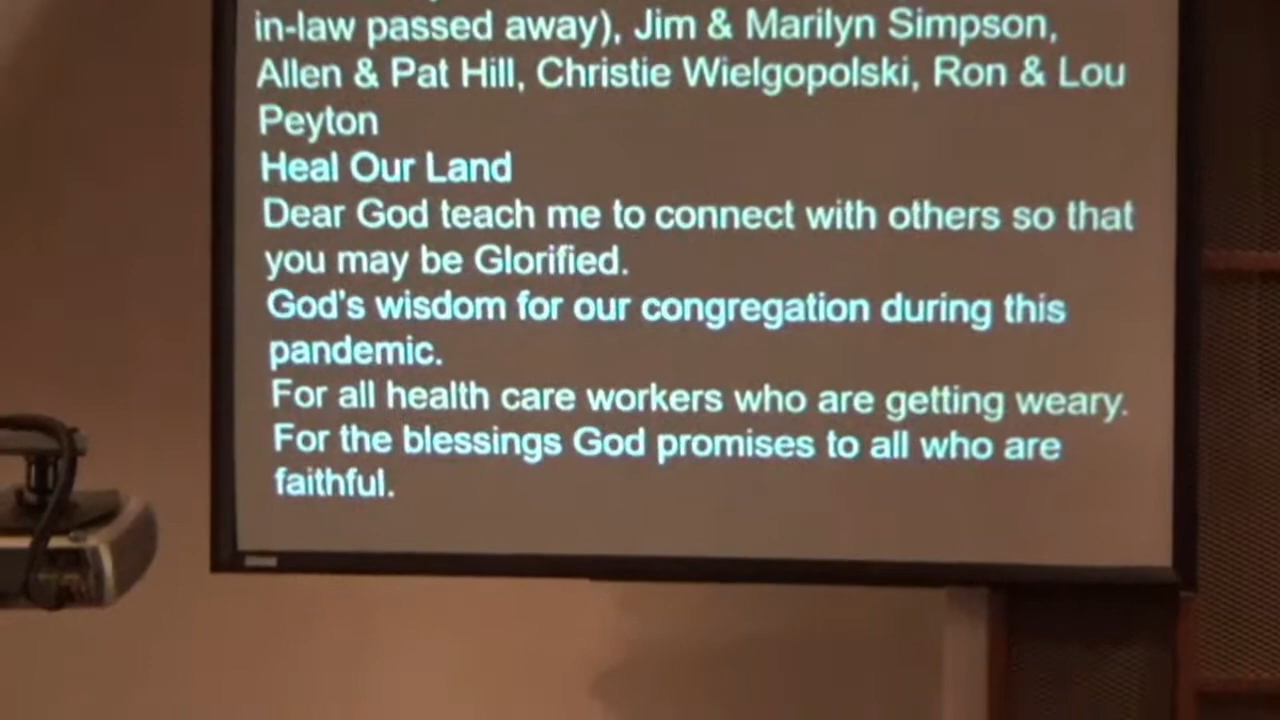 in-law passed away), Jim & Marilyn Simpson,
Allen & Pat Hill, Christie Wielgopolski, Ron & Lou
Peyton
Heal Our Land
Dear God teach me to connect with others so that
you may be Glorified.
God's wisdom for our congregation during this
pandemic.
For all health care workers who are getting weary.
For the blessings God promises to all who are
faithful.